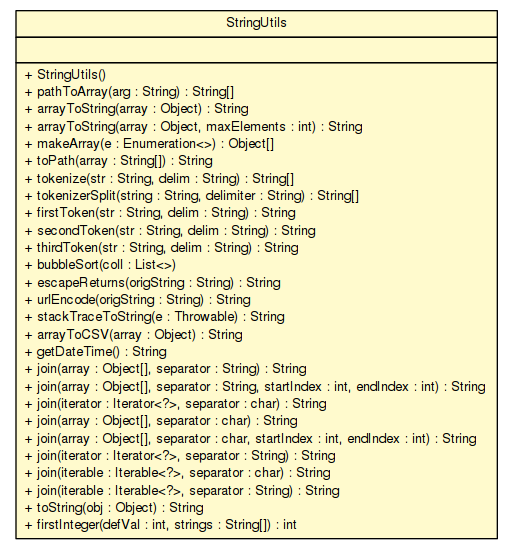 StringUtils
+ StringUtils()
+ pathToArray(arg : String) : String[]
+ arrayToString(array : Object) : String
+ arrayToString(array : Object, maxElements : int) : String
+ makeArray(e : Enumeration<>) : Object[]
+ toPath(array : String[]) : String
+ tokenize(str : String, delim : String) : String[]
+ tokenizerSplit(string : String, delimiter : String) : String[]
+ firstToken(str : String, delim : String) : String
+ secondToken(str : String, delim : String) : String
+ thirdToken(str : String, delim : String) : String
+ bubbleSort(coll : List<>)
+ escapeReturns(origString : String) : String
+ urlEncode(origString : String) : String
+ stackTraceToString(e : Throwable) : String
+ arrayToCSV(array : Object) : String
+ getDateTime() : String
+ join(array : Object[], separator : String) : String
+ join(array : Object[], separator : String, startIndex : int, endIndex : int) : String
+ join(iterator : Iterator<?>, separator : char) : String
+ join(array : Object[], separator : char) : String
+ join(array : Object[], separator : char, startIndex : int, endIndex : int) : String
+ join(iterator : Iterator<?>, separator : String) : String
+ join(iterable : Iterable<?>, separator : char) : String
+ join(iterable : Iterable<?>, separator : String) : String
+ toString(obj : Object) : String
+ firstInteger(defVal : int, strings : String[]) : int